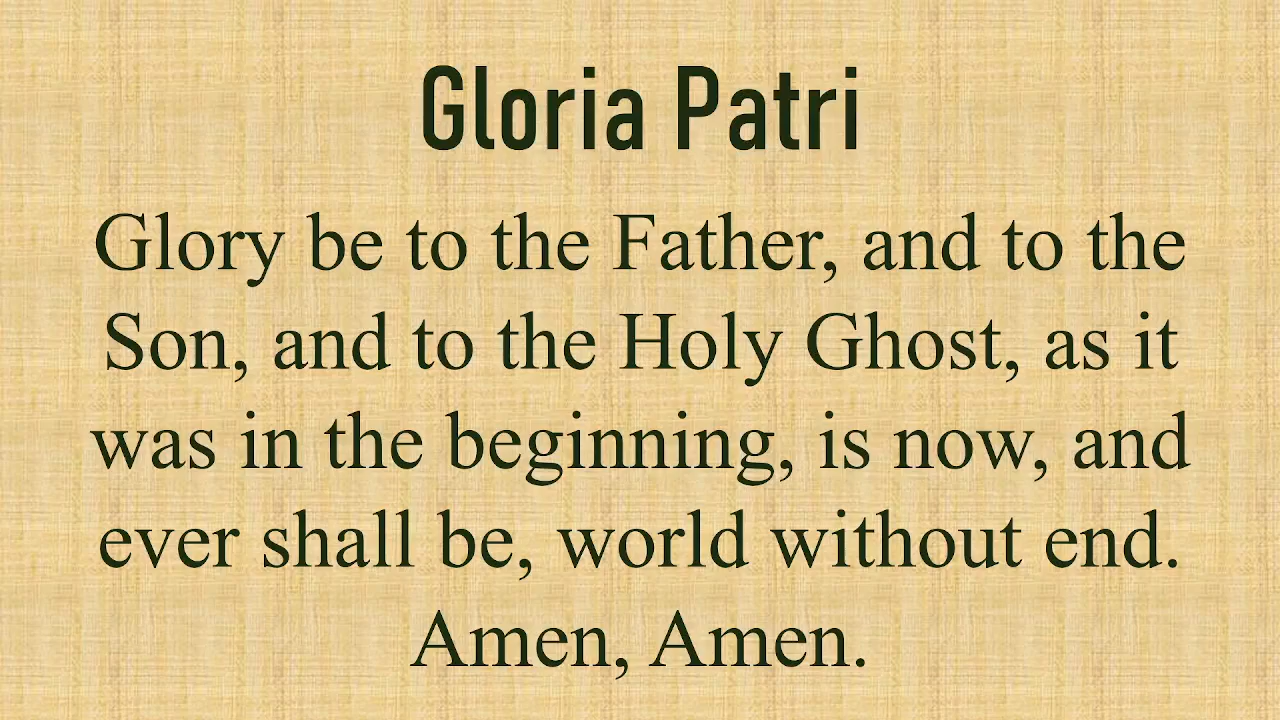 Gloria Patri
Glory be to the Father, and to the
Son, and to the Holy Ghost, as it
was in the beginning, is now, and
ever shall be, world without end.
Amen, Amen.